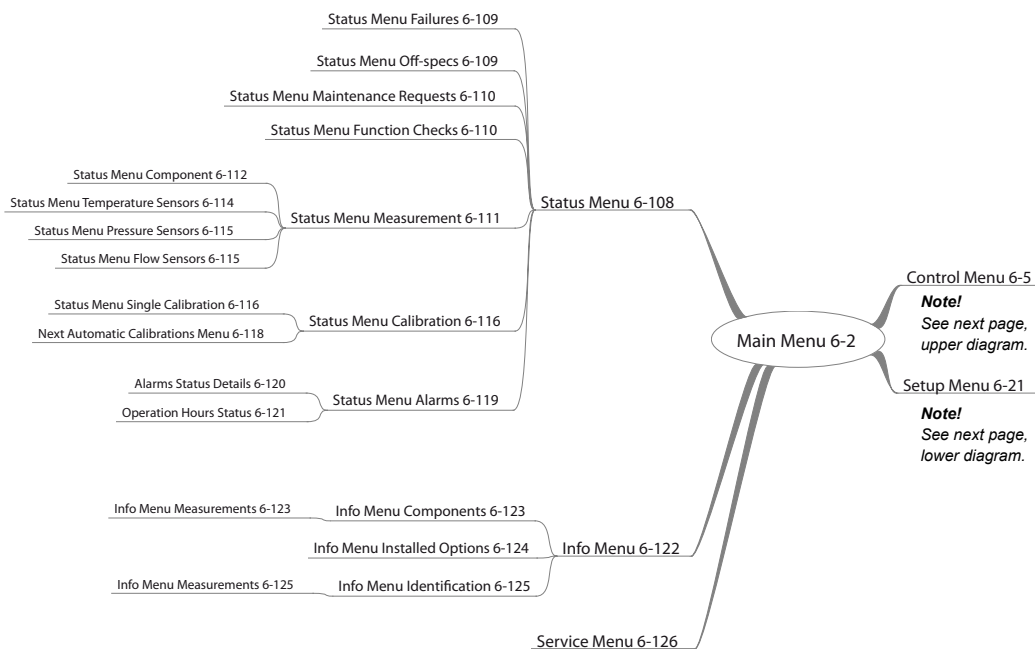 Status Menu Failures 6-109
Status Menu Off-specs 6-109
Status Menu Maintenance Requests 6-110
Status Menu Function Checks 6-110
Status Menu Component 6-112
Status Menu Temperature Sensors 6-114
Status Menu Pressure Sensors 6-115
Status Menu Flow Sensors 6-115
Status Menu Measurement 6-111
Status Menu Single Calibration 6-116
Next Automatic Calibrations Menu 6-118
Status Menu Calibration 6-116
Alarms Status Details 6-120
Operation Hours Status 6-121
Status Menu Alarms 6-119
Status Menu 6-108
Info Menu Measurements 6-123
Info Menu Components 6-123
Info Menu Installed Options 6-124
Info Menu Measurements 6-125
Info Menu Identification 6-125
Info Menu 6-122
Service Menu 6-126
Main Menu 6-2
Control Menu 6-5
Note!
See next page,
upper diagram.
Setup Menu 6-21
Note!
See next page,
lower diagram.